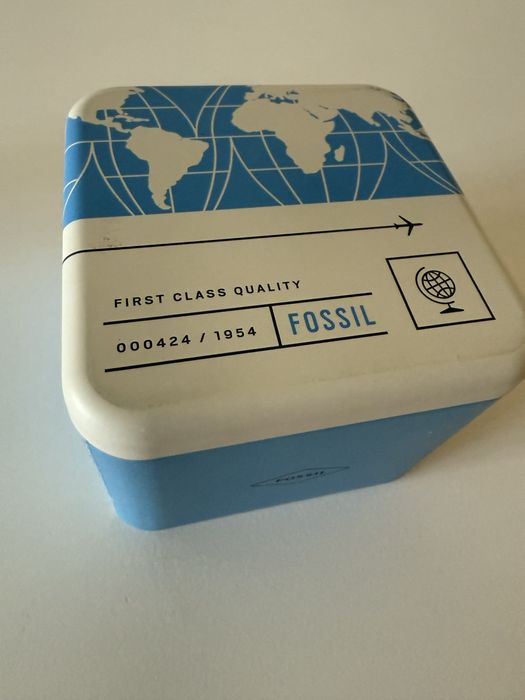 FIRST CLASS QUALITY
000424 / 1954 FOSSIL
FOSSIL